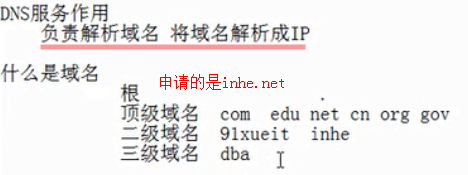 DNS服务作用
负责解析域名 将域名解析成IP
什么是域名
申请的是inhe.net
根 .
顶级域名 com edu net cn org gov
二级域名 91xueit inhe
三级域名 dba